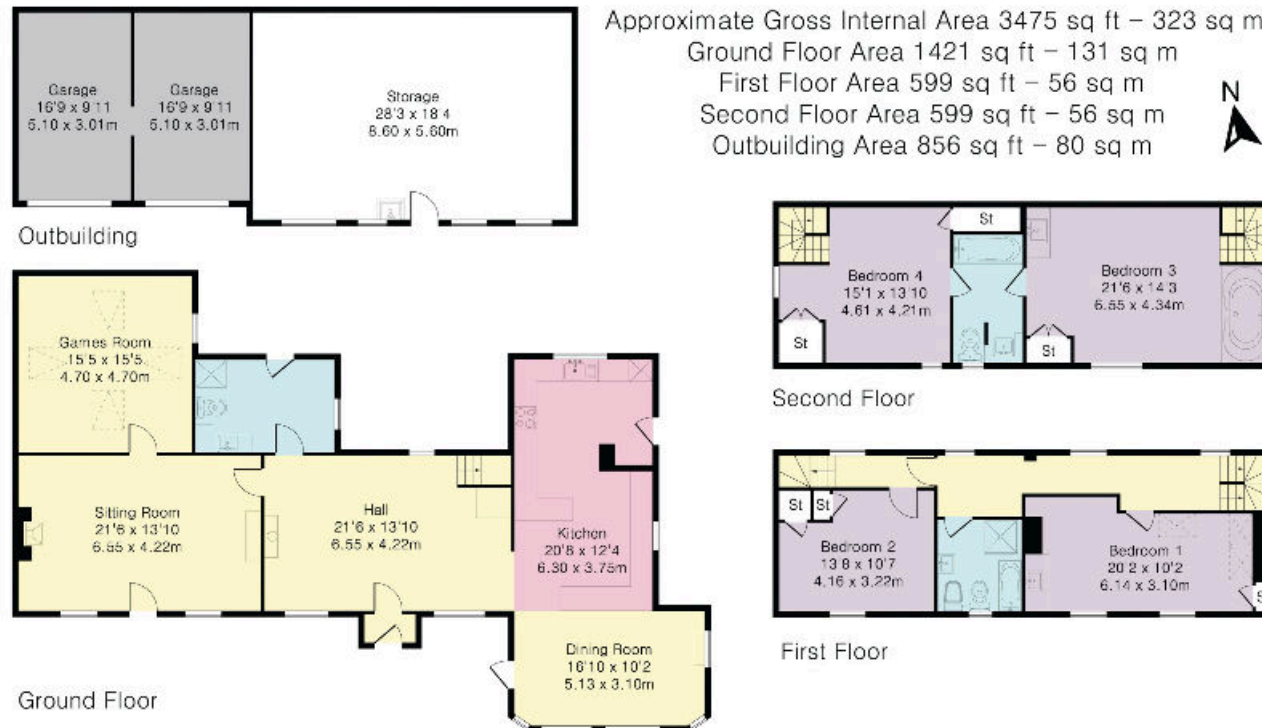 Approximate Gross Internal Area 3475 sq ft – 323 sq m
Ground Floor Area 1421 sq ft – 131 sq m
First Floor Area 599 sq ft – 56 sq m
Second Floor Area 599 sq ft – 56 sq m
Outbuilding Area 856 sq ft – 80 sq m
N
Garage
16'9 x 9'11
5.10 x 3.01m
Garage
16'9 x 9'11
5.10 x 3.01m
Storage
28'3 x 18'4
8.60 x 5.60m
Outbuilding
St
Bedroom 4
15'1 x 13'10
4.61 x 4.21m
Bedroom 3
21'6 x 14'3
6.55 x 4.34m
St
St
Second Floor
Games Room
15'5 x 15'5
4.70 x 4.70m
Sitting Room
21'6 x 13'10
6.55 x 4.22m
Hall
21'6 x 13'10
6.55 x 4.22m
Kitchen
20'8 x 12'4
6.30 x 3.75m
Dining Room
16'10 x 10'2
5.13 x 3.10m
Ground Floor
St
St
Bedroom 2
13'8 x 10'7
4.16 x 3.22m
Bedroom 1
20'2 x 10'2
6.14 x 3.10m
First Floor